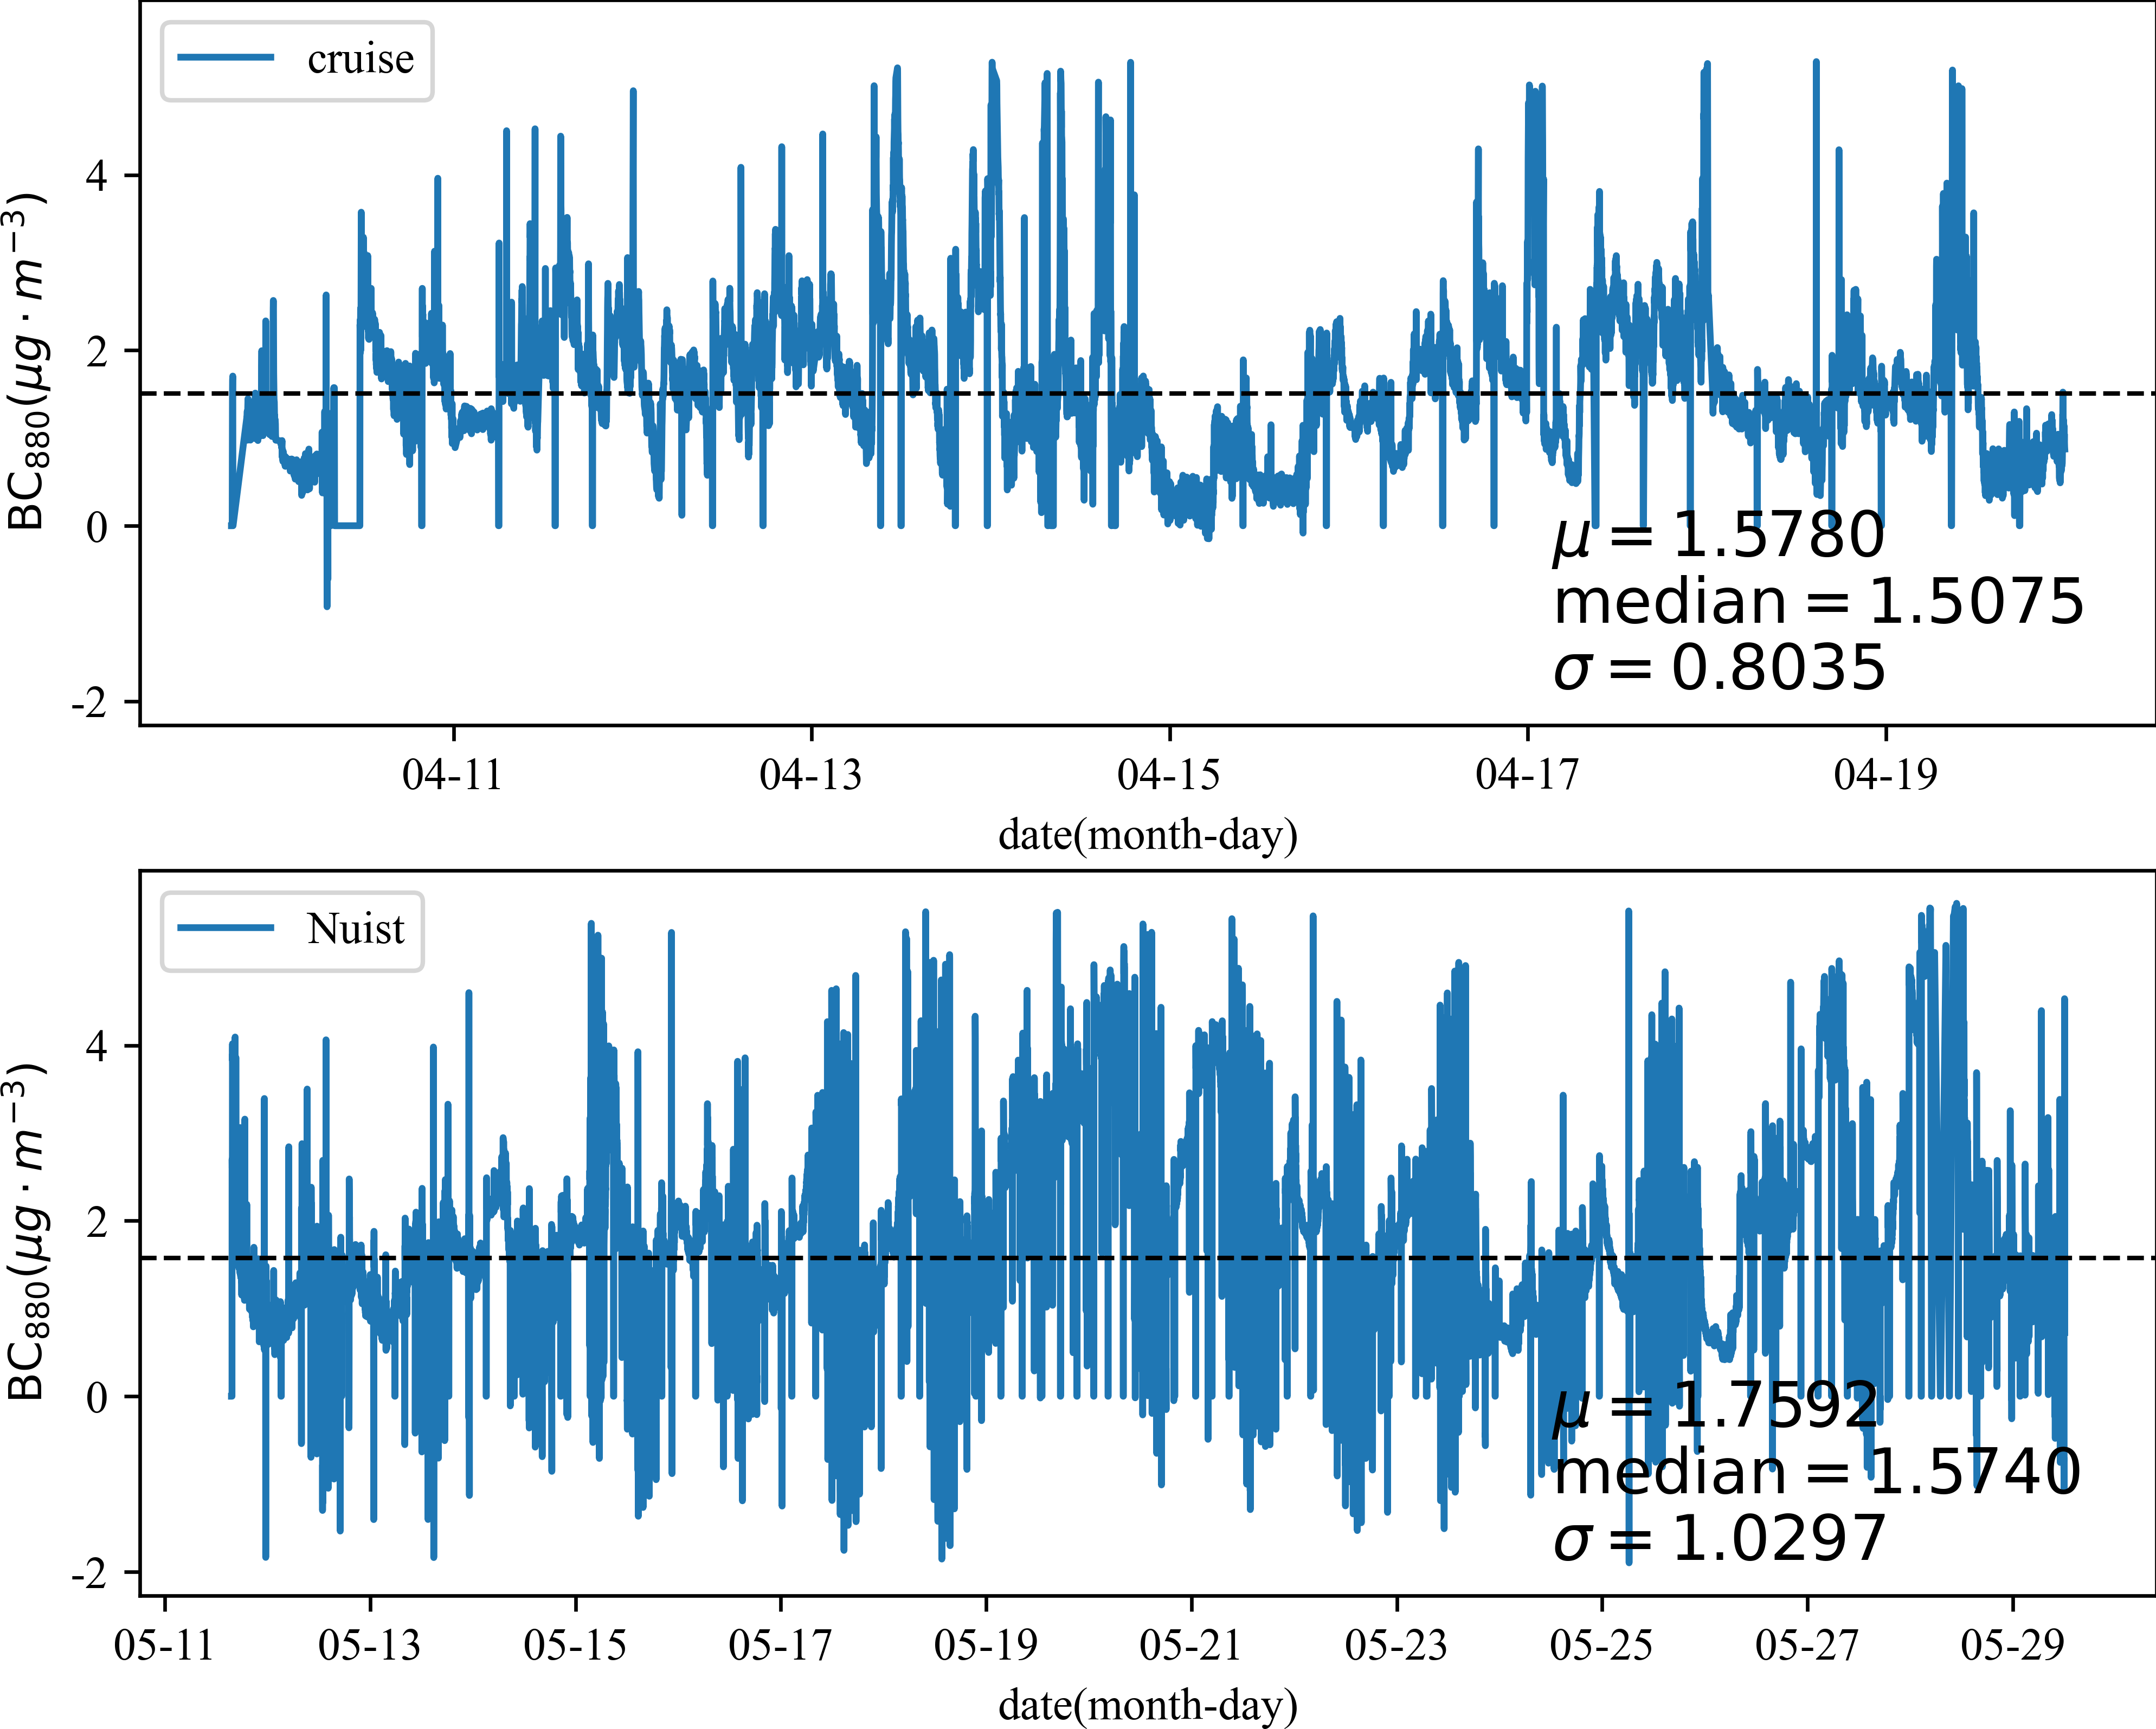 cruise
4
2
0
-2
BC₈₈₀(μg · m⁻³)
μ = 1.5780
median = 1.5075
σ = 0.8035
04-11 04-13 04-15 04-17 04-19
date(month-day)
Nuist
4
2
0
-2
BC₈₈₀(μg · m⁻³)
μ = 1.7592
median = 1.5740
σ = 1.0297
05-11 05-13 05-15 05-17 05-19 05-21 05-23 05-25 05-27 05-29
date(month-day)